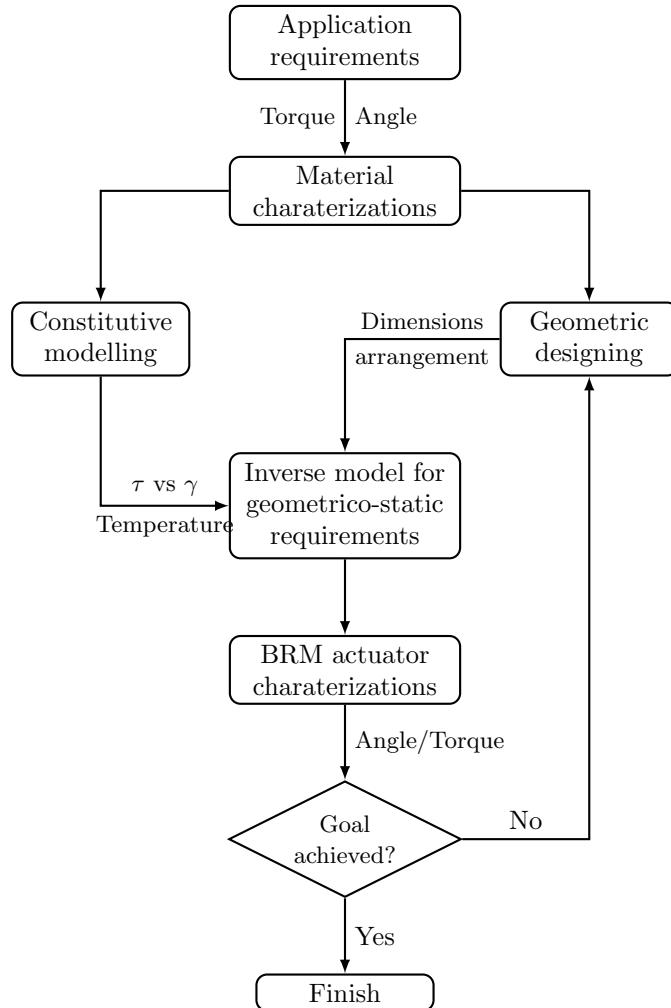 Application
requirements
Torque
Angle
Material
charaterizations
Constitutive
modelling
Geometric
designing
Dimensions
arrangement
τ vs γ
Temperature
Inverse model for
geometrico-static
requirements
BRM actuator
charaterizations
Angle/Torque
Goal
achieved?
No
Yes
Finish